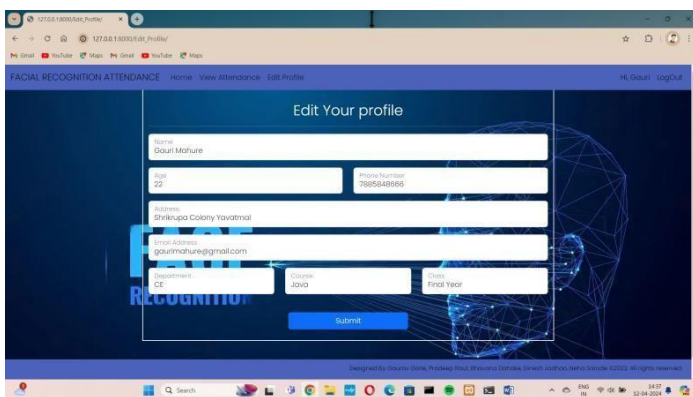 127.0.0.1:8000/Edit_Profile/
127.0.0.1:8000/Edit_Profile/
Gmail YouTube Maps Gmail YouTube Maps
FACIAL RECOGNITION ATTENDANCE Home View Attendance Edit Profile Hi, Gauri LogOut
Edit Your profile
Name
Gauri Mahure
Age Phone Number
22 7885848666
Address
Shrikrupa Colony Yavatmal
FACE
Email Address
gaurimahure@gmail.com
Department Course Class
CE Java Final Year
RECOGNITION
Submit
Designed By Gauri Pradeep Raut, Bhavana Dahake, Dinesh Jadhao, Neha ©2022. All rights reserved.
Search
ENG 14:37
IN 12-04-2024